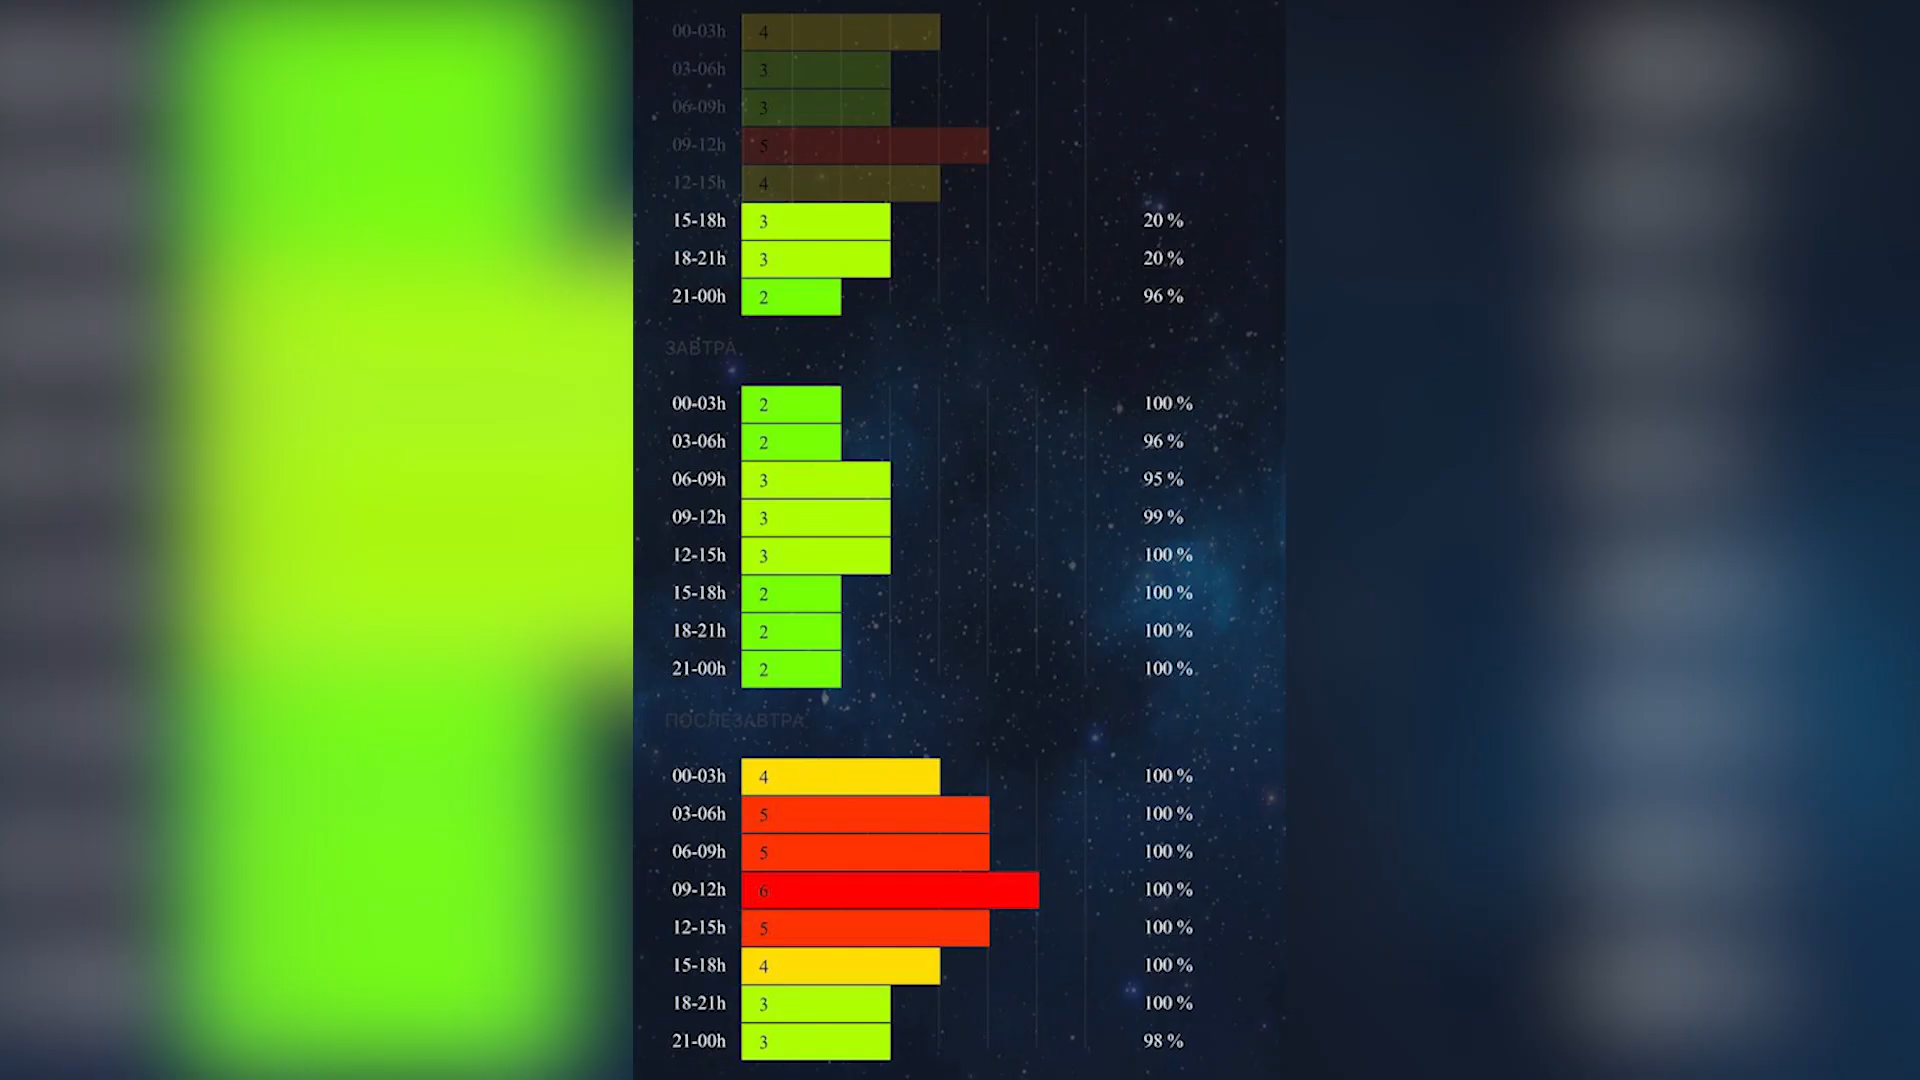 00-03h 4
03-06h 3
06-09h 3
09-12h 5
12-15h 4
15-18h 3 20 %
18-21h 3 20 %
21-00h 2 96 %
ЗАВТРА
00-03h 2 100 %
03-06h 2 96 %
06-09h 3 95 %
09-12h 3 99 %
12-15h 3 100 %
15-18h 2 100 %
18-21h 2 100 %
21-00h 2 100 %
ПОСЛЕЗАВТРА
00-03h 4 100 %
03-06h 5 100 %
06-09h 5 100 %
09-12h 6 100 %
12-15h 5 100 %
15-18h 4 100 %
18-21h 3 100 %
21-00h 3 98 %